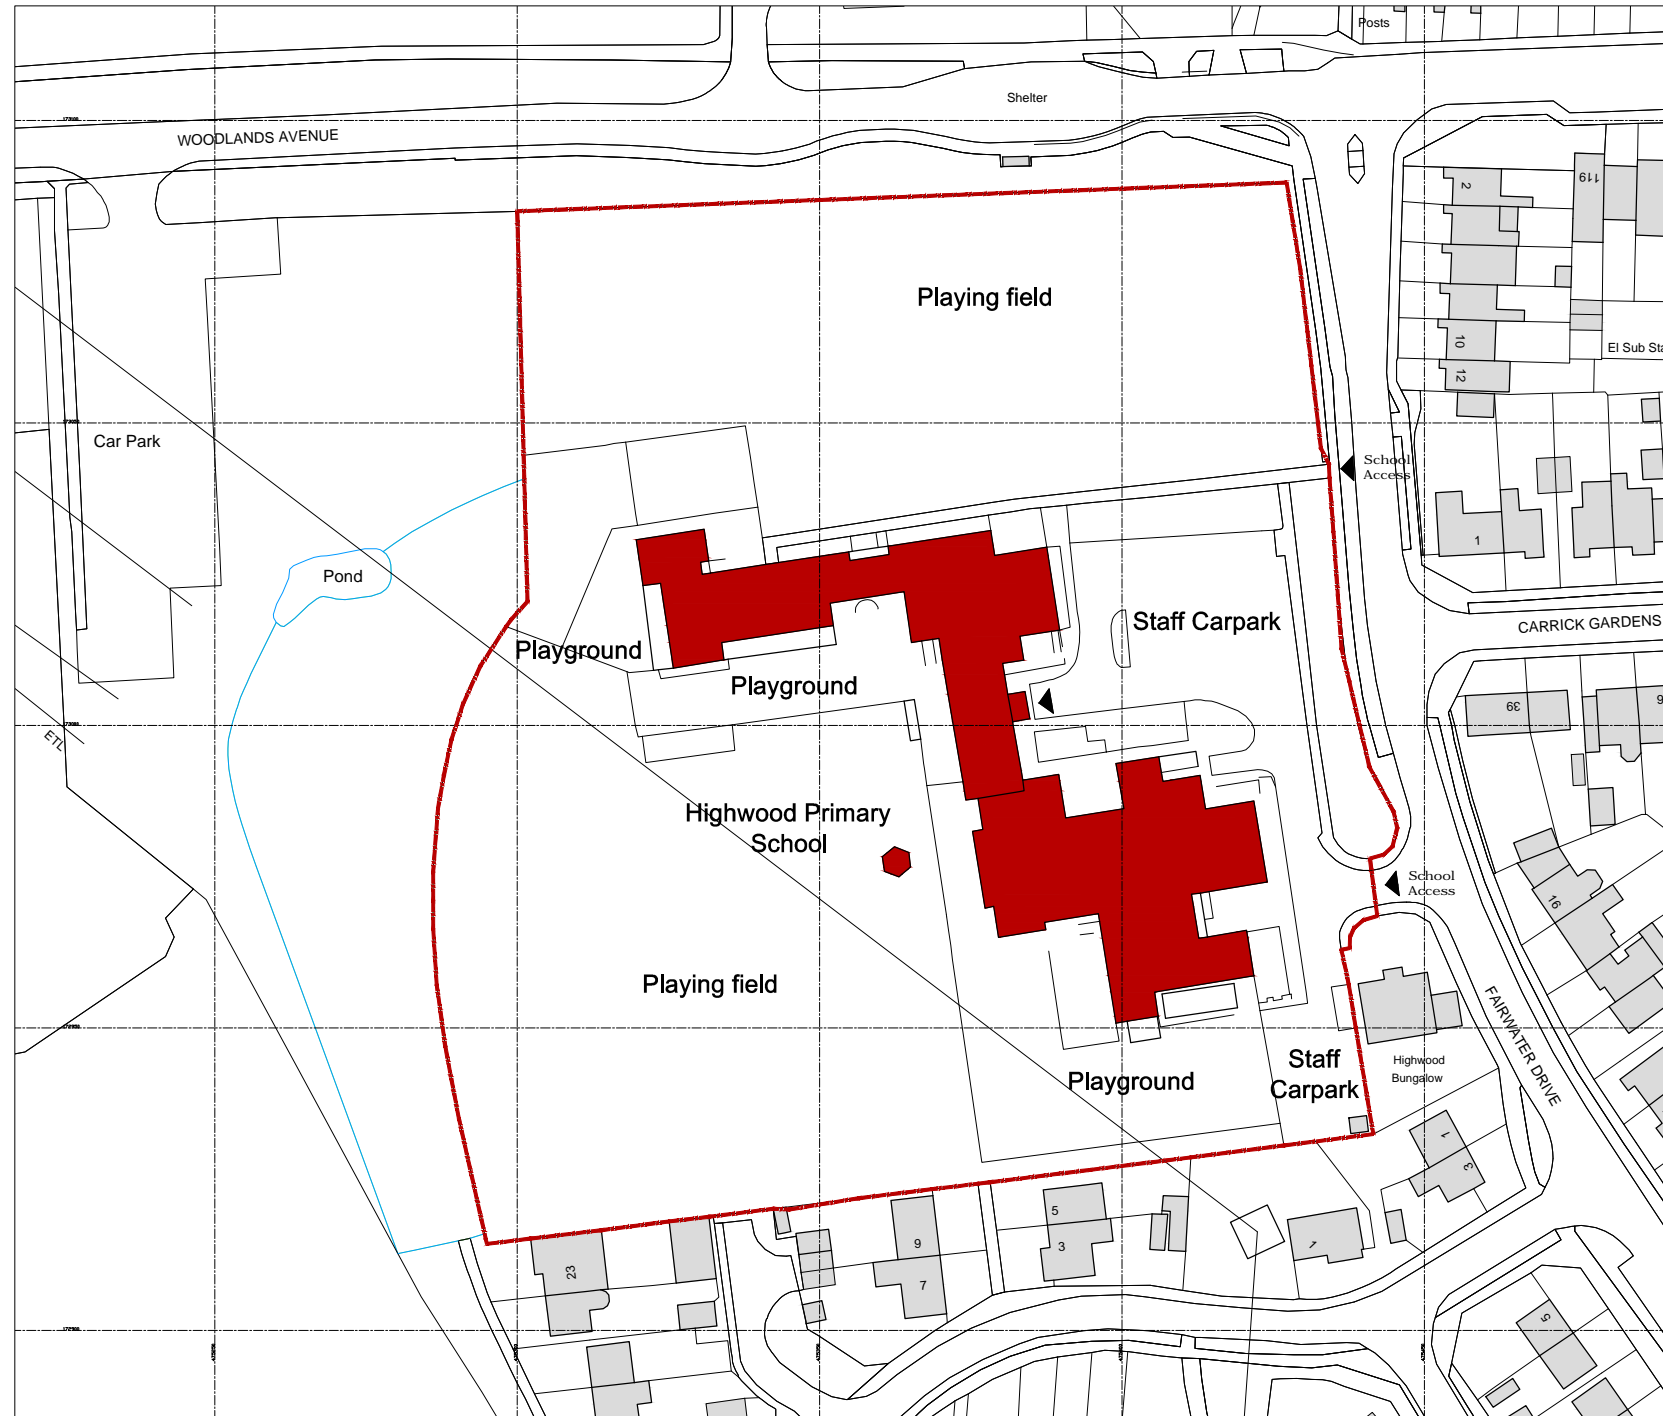 Posts
Shelter
WOODLANDS AVENUE
2
119
Playing field
10
El Sub Sta
12
Car Park
School
Access
1
Pond
CARRICK GARDENS
Staff Carpark
Playground
Playground
39
ETL
Highwood Primary
School
School
Access
16
Playing field
FAIRWATER DRIVE
Staff
Carpark
Highwood
Bungalow
Playground
1
3
5
3
9
7
1
23
5